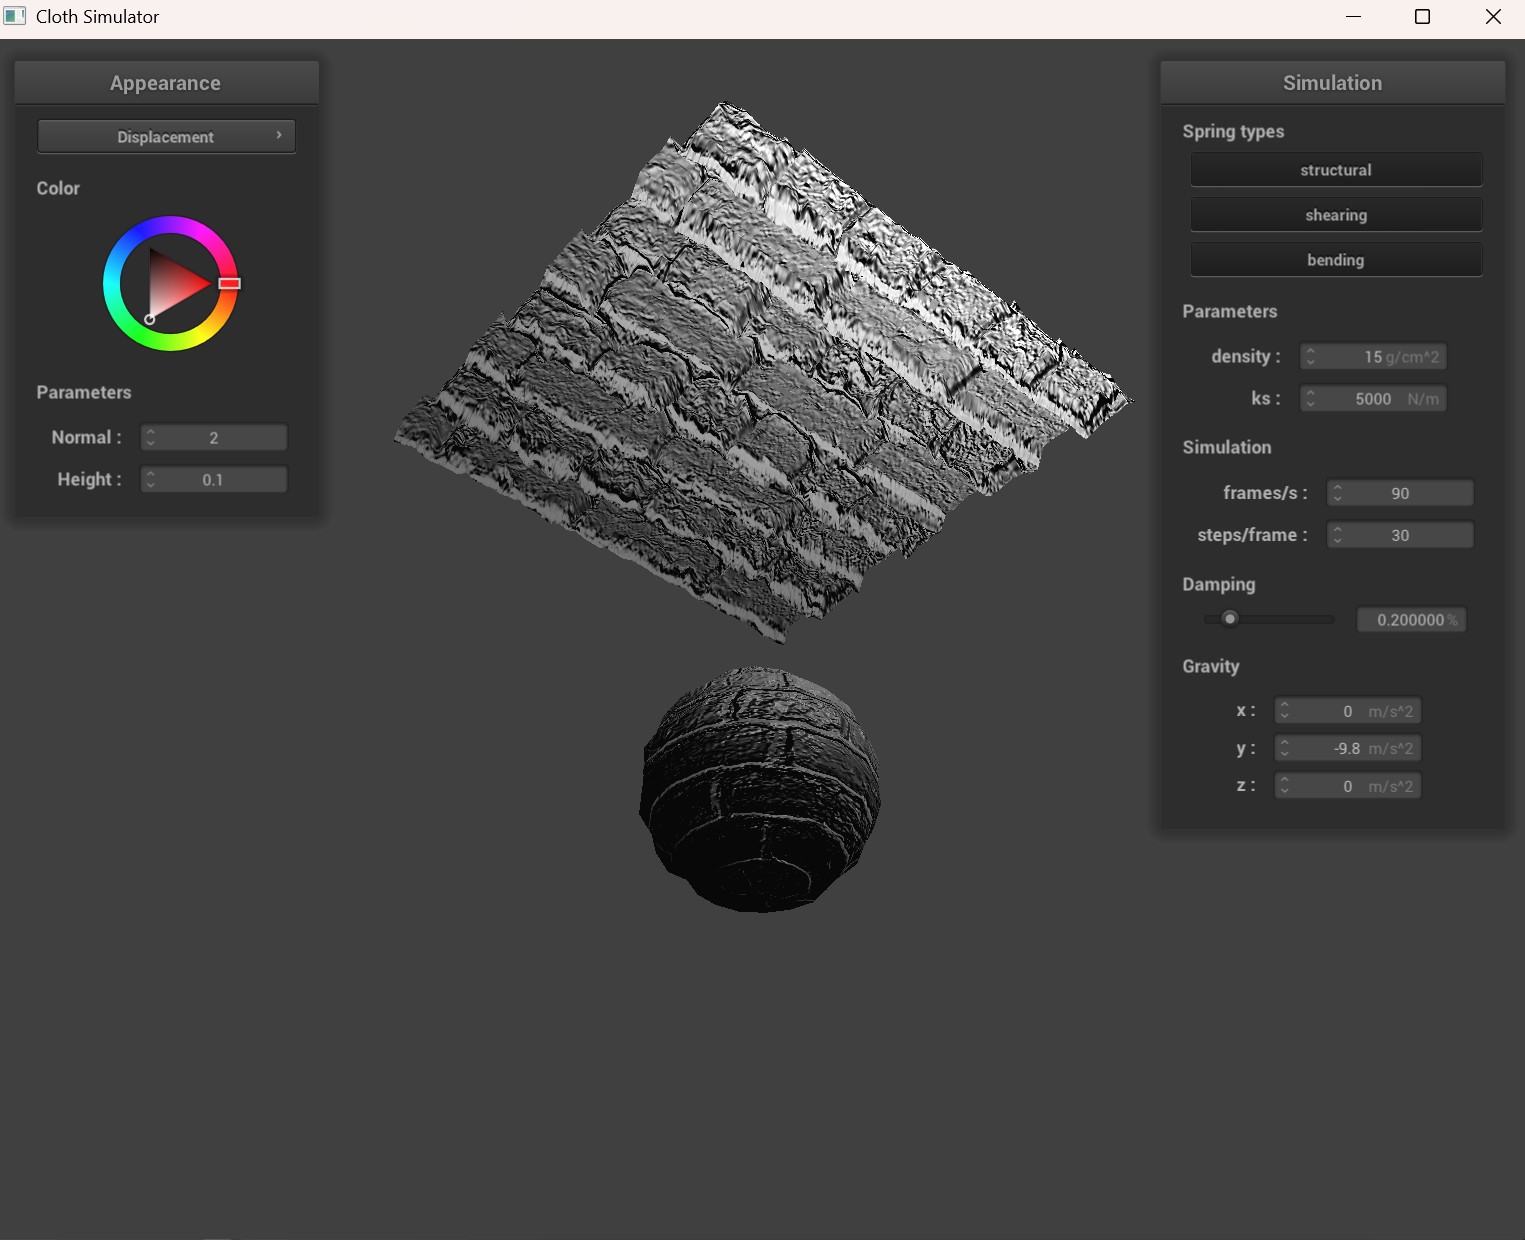 Cloth Simulator
Appearance
Displacement
Color
Parameters
Normal : 2
Height : 0.1
Simulation
Spring types
structural
shearing
bending
Parameters
density : 15 g/cm^2
ks : 5000 N/m
Simulation
frames/s : 90
steps/frame : 30
Damping
0.200000 %
Gravity
x : 0 m/s^2
y : -9.8 m/s^2
z : 0 m/s^2